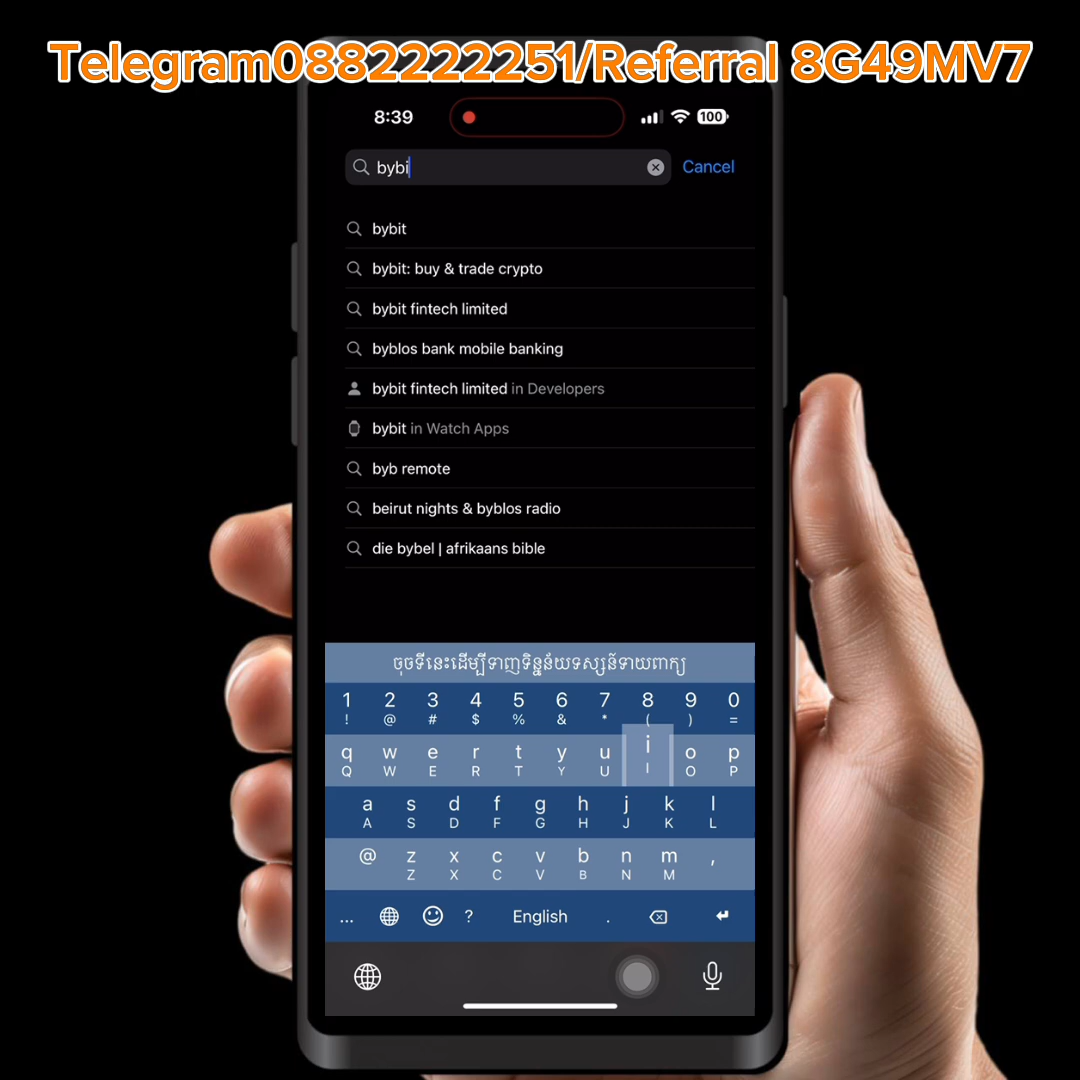 Telegram0882222251/Referral 8G49MV7
8:39
100
bybi
Cancel
bybit
bybit: buy & trade crypto
bybit fintech limited
byblos bank mobile banking
bybit fintech limited in Developers
bybit in Watch Apps
byb remote
beirut nights & byblos radio
die bybel | afrikaans bible
ចុចទីនេះដើម្បីទាញទិន្នន័យទស្សន៍ទាយពាក្យ
1 2 3 4 5 6 7 8 9 0
! @ # $ % & * ( ) =
q w e r t y u i o p
Q W E R T Y U I O P
a s d f g h j k l
A S D F G H J K L
@ z x c v b n m ,
Z X C V B N M
... ? English .